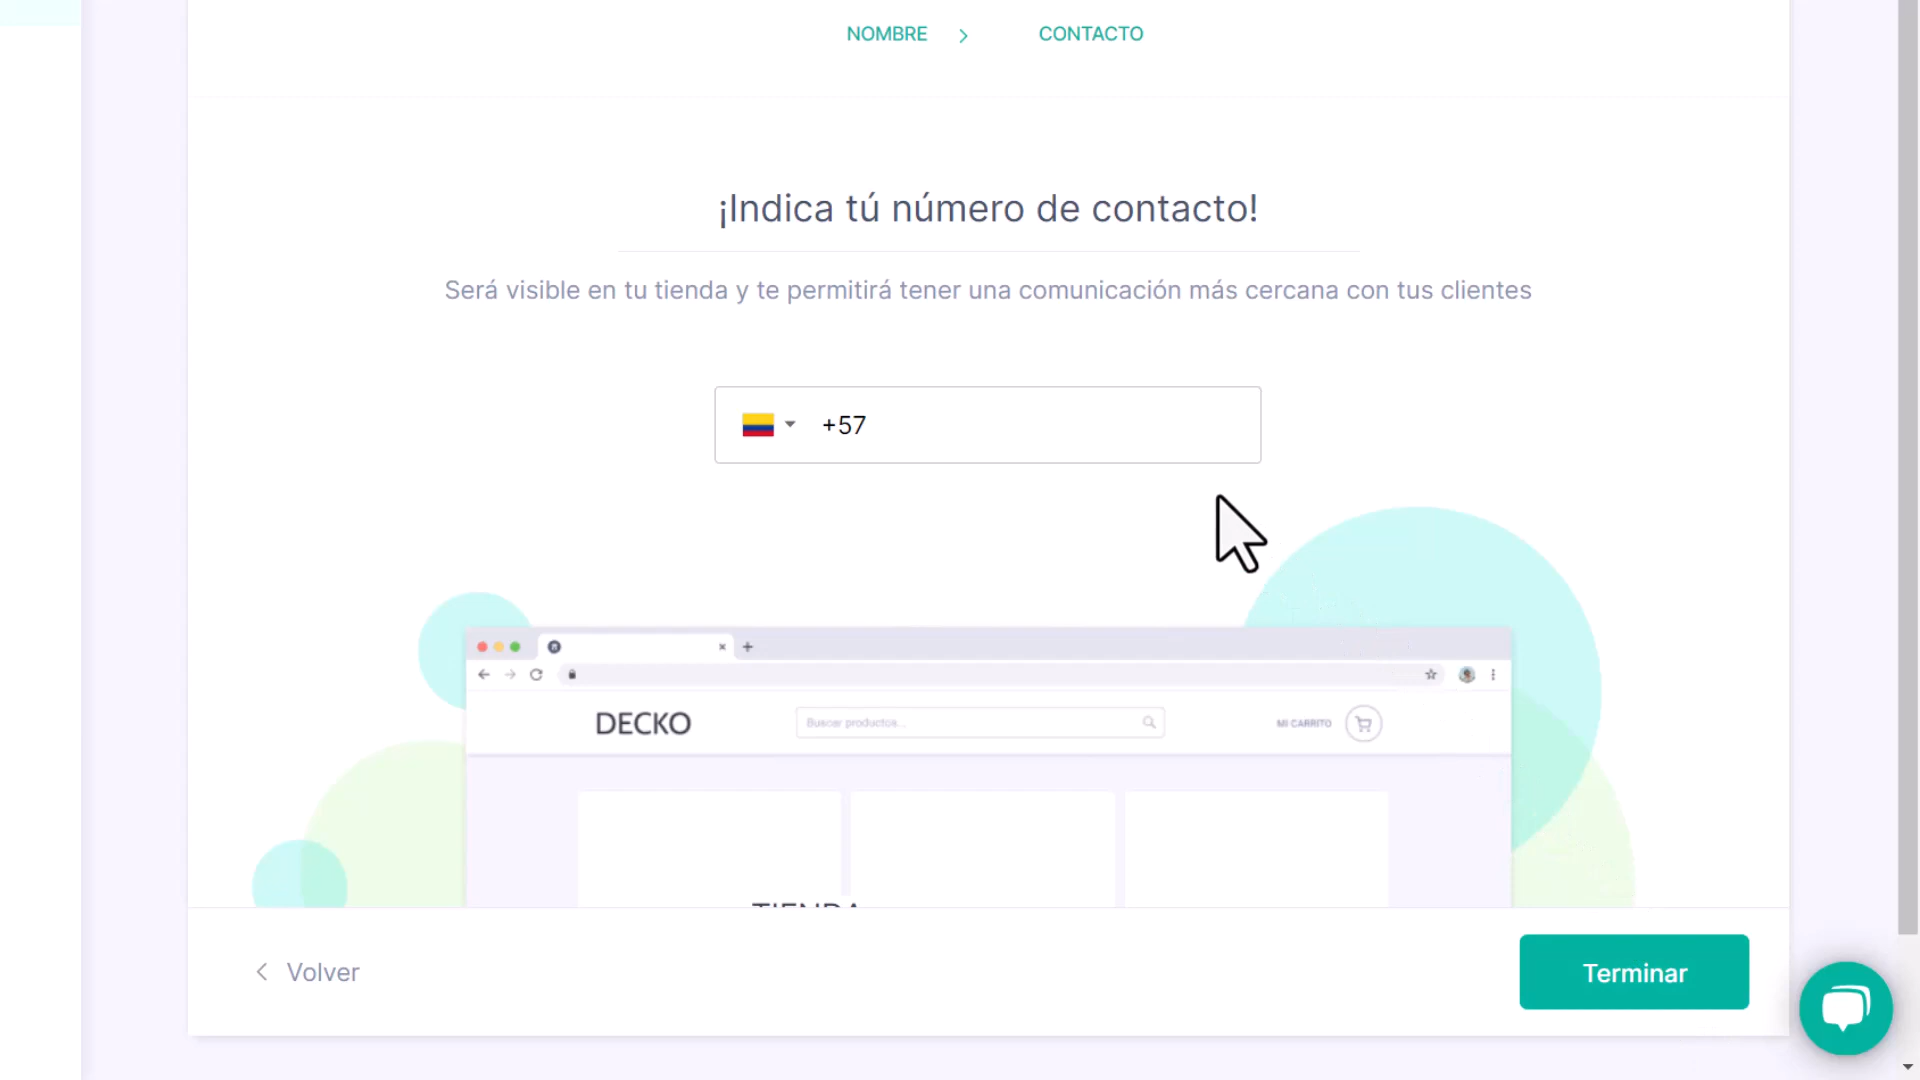 NOMBRE > CONTACTO
¡Indica tú número de contacto!
Será visible en tu tienda y te permitirá tener una comunicación más cercana con tus clientes
+57
DECKO
Buscar productos...
MI CARRITO
TIENDA
Volver
Terminar